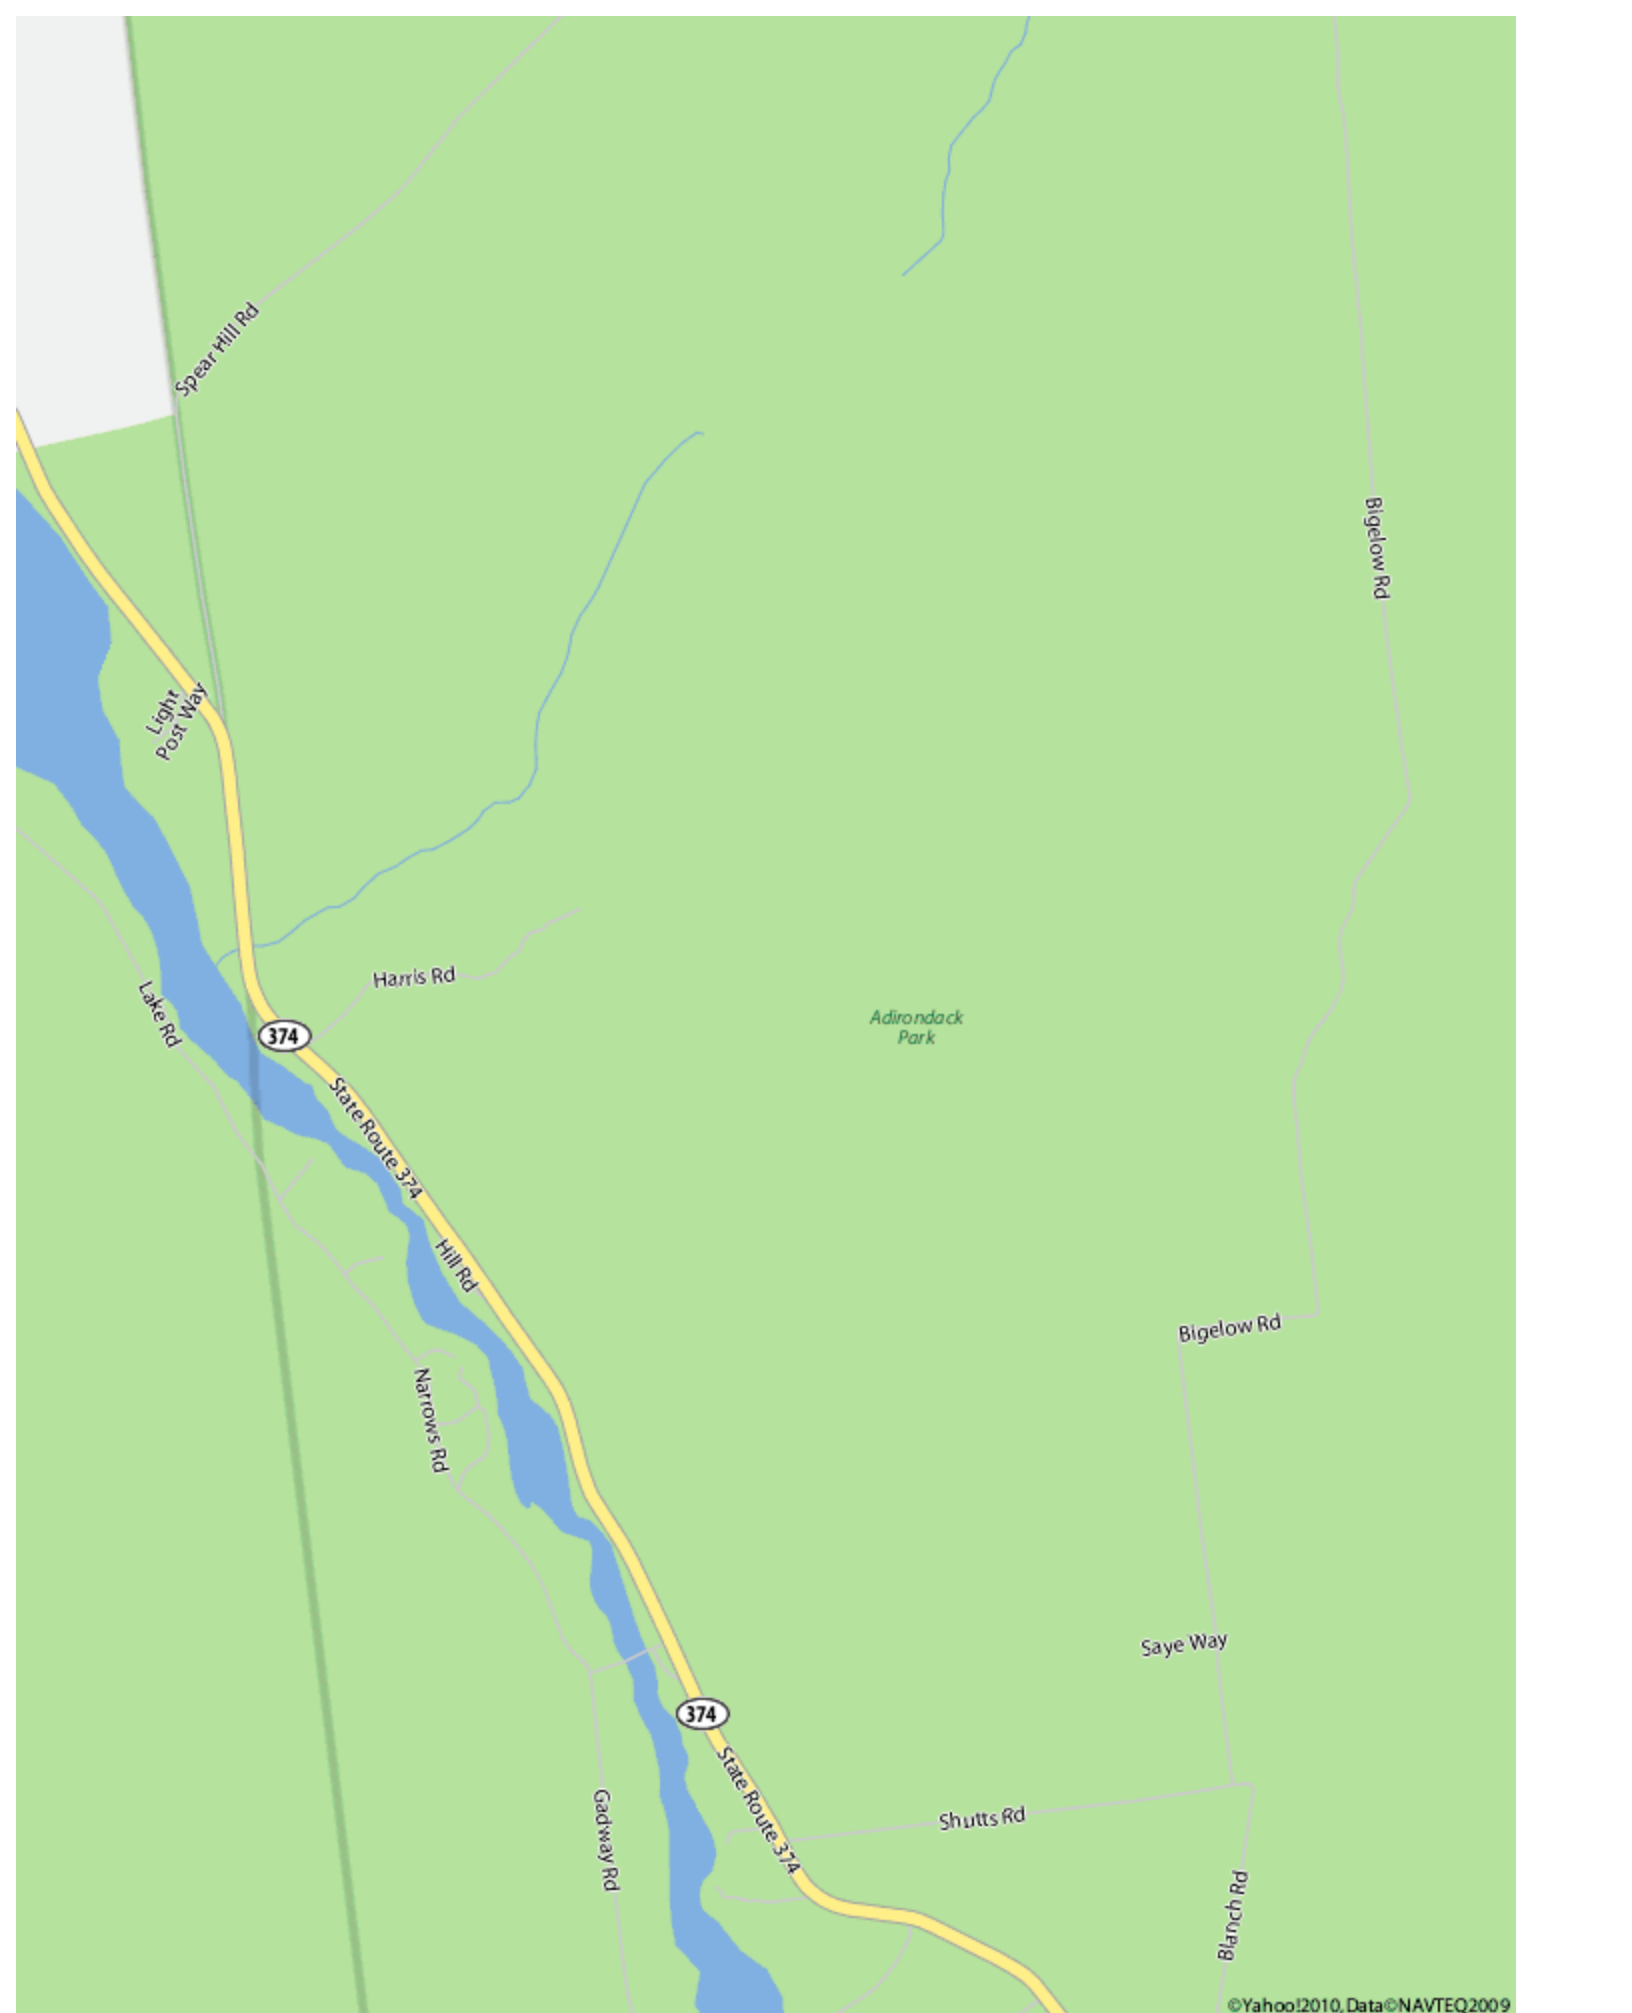 Spear Hill Rd
Bigelow Rd
Light
Post Way
Harris Rd
Lake Rd
374
Adirondack
Park
State Route 374
Hill Rd
Bigelow Rd
Narrows Rd
Saye Way
374
State Route 374
Gadway Rd
Shutts Rd
Blanch Rd
©Yahoo!2010, Data©NAVTEQ2009